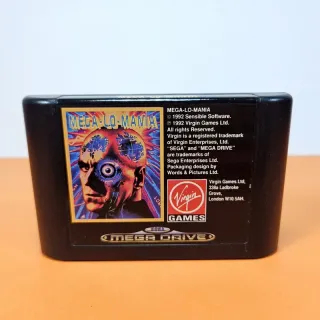 MEGA-LO-MANIA
MEGA-LO-MANIA
© 1992 Sensible Software.
© 1992 Virgin Games Ltd.
All rights Reserved.
Virgin is a registered trademark
of Virgin Enterprises, Ltd.
"SEGA" and "MEGA DRIVE"
are trademarks of
Sega Enterprises Ltd.
Packaging design by
Words & Pictures Ltd.
Virgin
GAMES
Virgin Games Ltd,
338a Ladbroke
Grove,
London W10 5AH.
SEGA
MEGA DRIVE